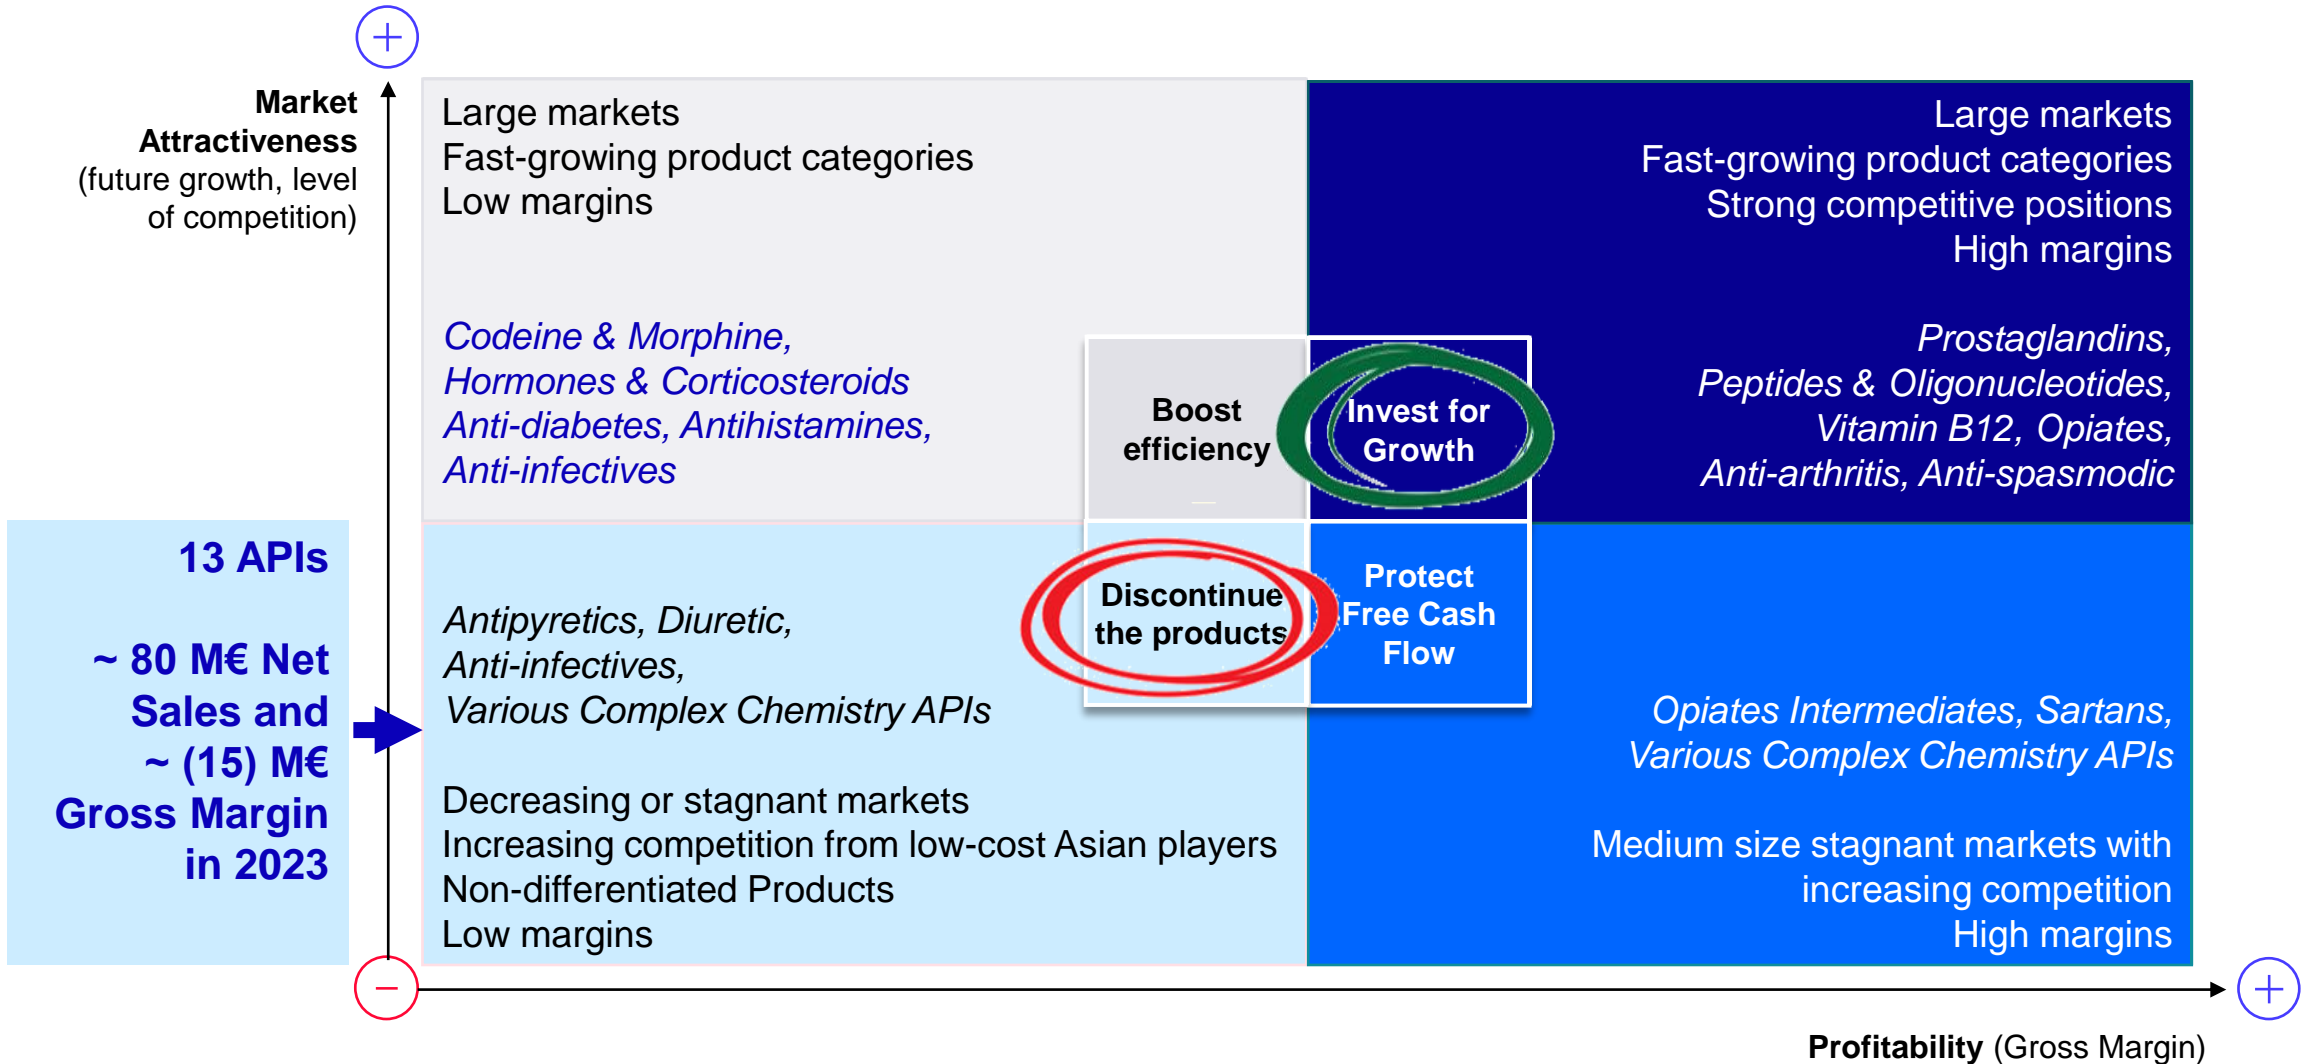 Market
Attractiveness
(future growth, level
of competition)
Large markets
Fast-growing product categories
Low margins
Codeine & Morphine,
Hormones & Corticosteroids
Anti-diabetes, Antihistamines,
Anti-infectives
Large markets
Fast-growing product categories
Strong competitive positions
High margins
Prostaglandins,
Peptides & Oligonucleotides,
Vitamin B12, Opiates,
Anti-arthritis, Anti-spasmodic
Boost
efficiency
Invest for
Growth
Discontinue
the products
Protect
Free Cash
Flow
13 APIs
~ 80 M€ Net
Sales and
~ (15) M€
Gross Margin
in 2023
Antipyretics, Diuretic,
Anti-infectives,
Various Complex Chemistry APIs
Decreasing or stagnant markets
Increasing competition from low-cost Asian players
Non-differentiated Products
Low margins
Opiates Intermediates, Sartans,
Various Complex Chemistry APIs
Medium size stagnant markets with
increasing competition
High margins
Profitability (Gross Margin)